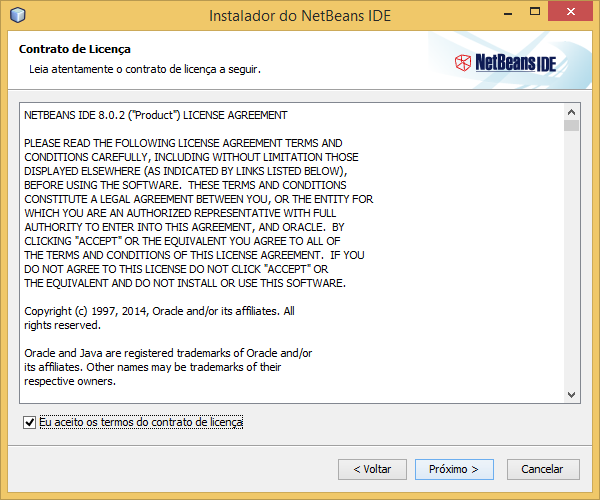 Instalador do NetBeans IDE
Contrato de Licença
Leia atentamente o contrato de licença a seguir.
NetBeans IDE
NETBEANS IDE 8.0.2 ("Product") LICENSE AGREEMENT
PLEASE READ THE FOLLOWING LICENSE AGREEMENT TERMS AND
CONDITIONS CAREFULLY, INCLUDING WITHOUT LIMITATION THOSE
DISPLAYED ELSEWHERE (AS INDICATED BY LINKS LISTED BELOW),
BEFORE USING THE SOFTWARE.  THESE TERMS AND CONDITIONS
CONSTITUTE A LEGAL AGREEMENT BETWEEN YOU, OR THE ENTITY FOR
WHICH YOU ARE AN AUTHORIZED REPRESENTATIVE WITH FULL
AUTHORITY TO ENTER INTO THIS AGREEMENT, AND ORACLE.  BY
CLICKING "ACCEPT" OR THE EQUIVALENT YOU AGREE TO ALL OF
THE TERMS AND CONDITIONS OF THIS LICENSE AGREEMENT.  IF YOU
DO NOT AGREE TO THIS LICENSE DO NOT CLICK "ACCEPT" OR
THE EQUIVALENT AND DO NOT INSTALL OR USE THIS SOFTWARE.
Copyright (c) 1997, 2014, Oracle and/or its affiliates. All
rights reserved.
Oracle and Java are registered trademarks of Oracle and/or
its affiliates. Other names may be trademarks of their
respective owners.
Eu aceito os termos do contrato de licença
< Voltar
Próximo >
Cancelar